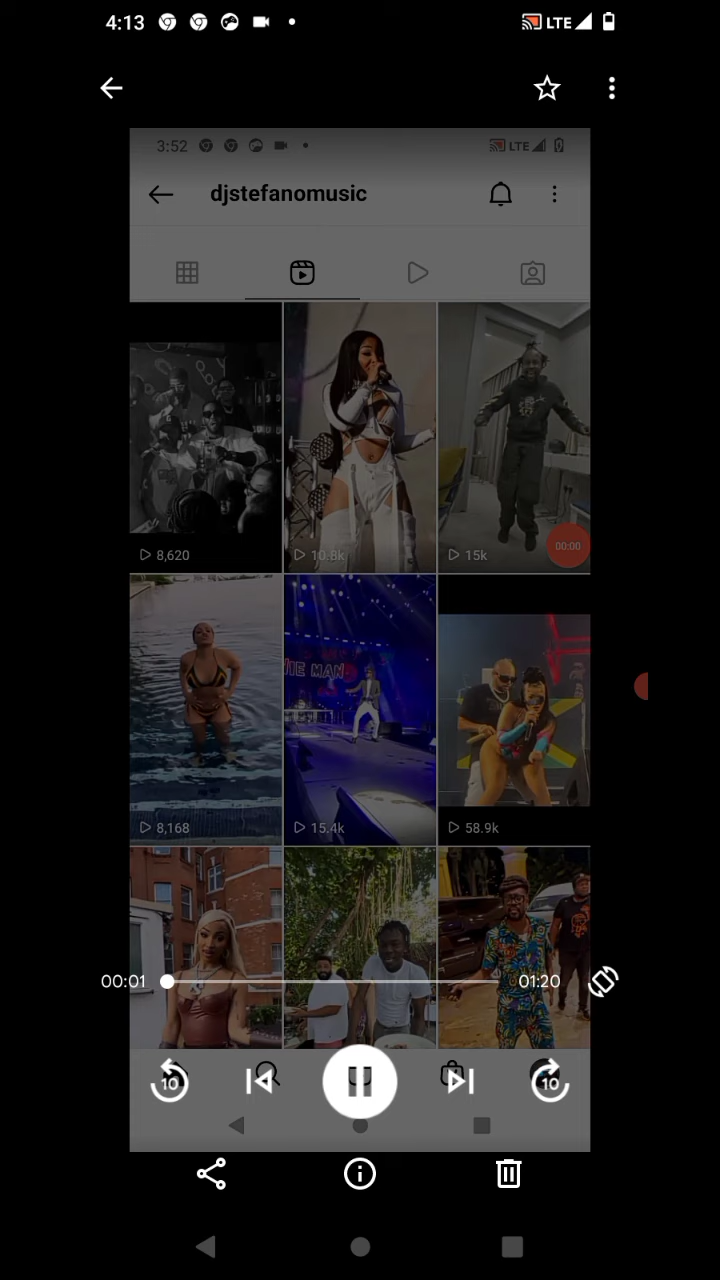 4:13 LTE
3:52 LTE
djstefanomusic
8,620
10.8k
15k
00:00
NIE MAN
8,168
15.4k
58.9k
00:01
01:20
10
10